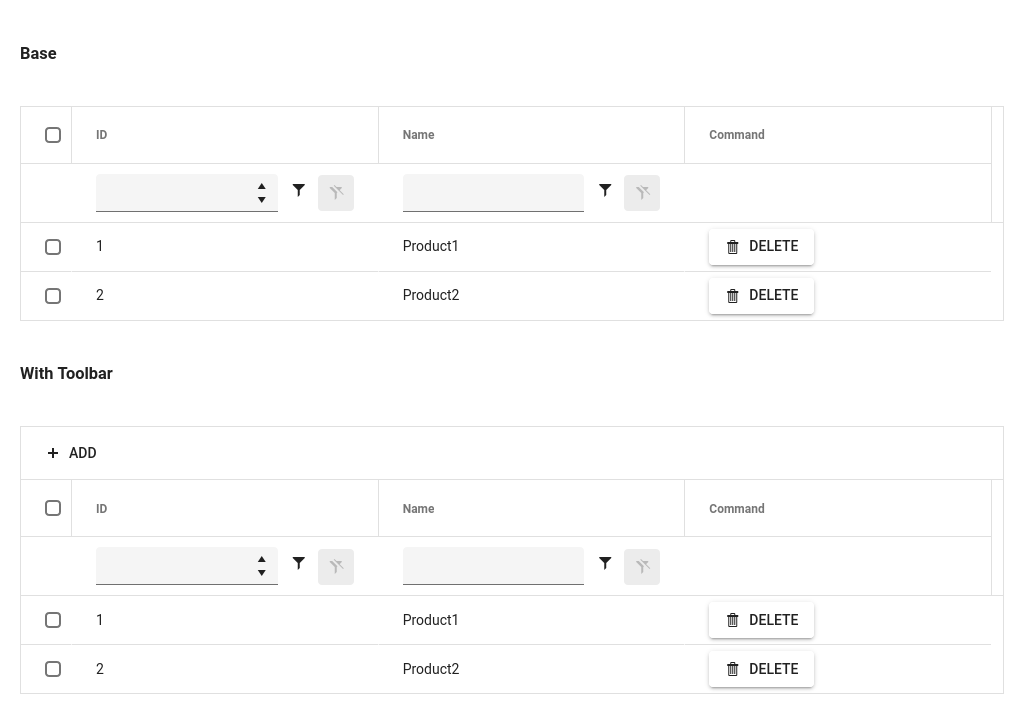 Base
ID Name Command
1 Product1 DELETE
2 Product2 DELETE
With Toolbar
ADD
ID Name Command
1 Product1 DELETE
2 Product2 DELETE